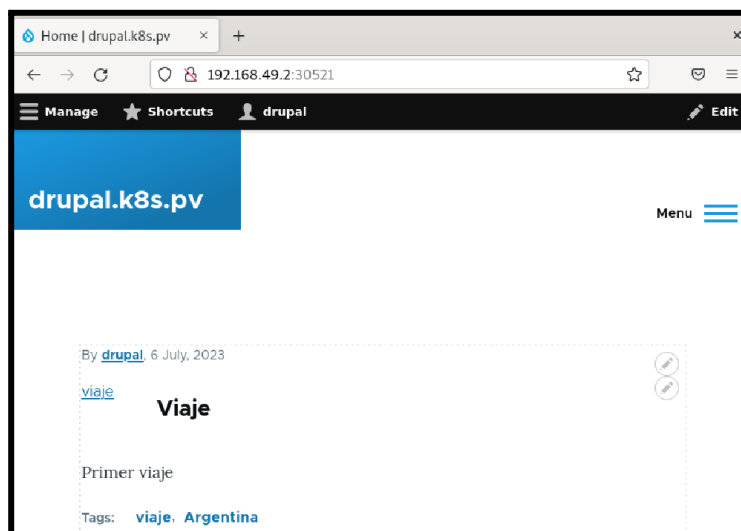 Home | drupal.k8s.pv
192.168.49.2:30521
Manage Shortcuts drupal Edit
drupal.k8s.pv
Menu
By drupal, 6 July, 2023
viaje
Viaje
Primer viaje
Tags: viaje, Argentina